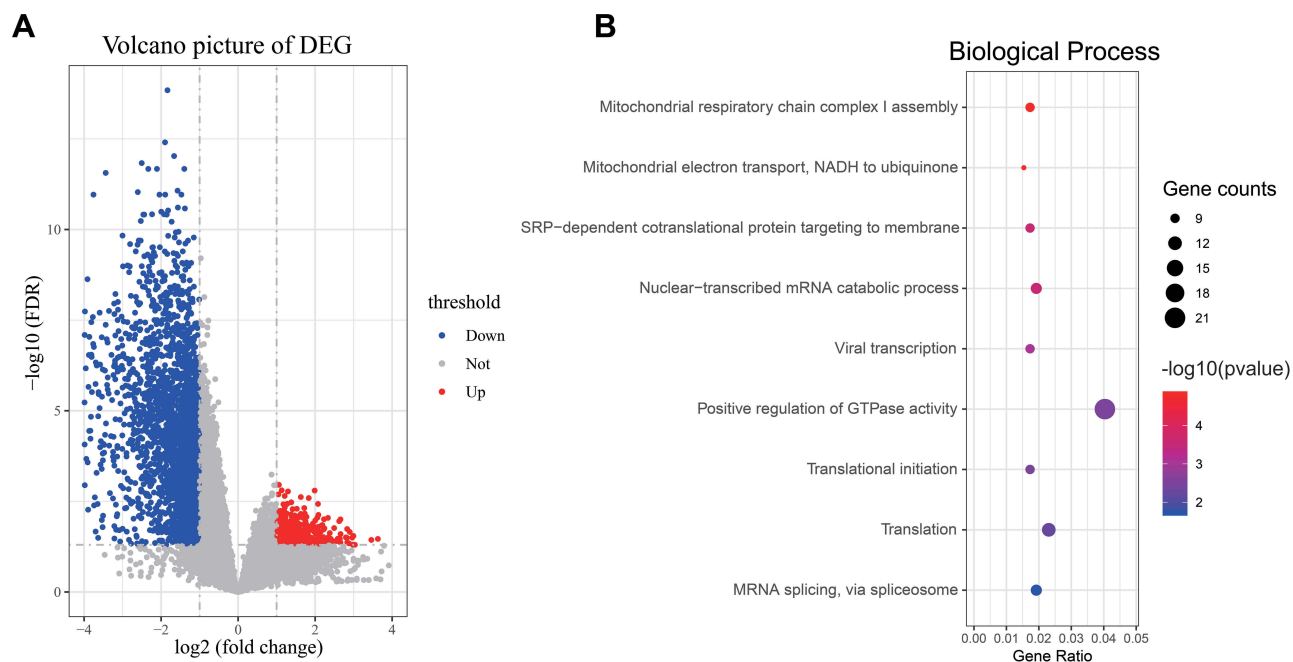 A
Volcano picture of DEG
−log10 (FDR)
10
5
0
−4
−2
0
2
4
log2 (fold change)
threshold
Down
Not
Up
B
Biological Process
Mitochondrial respiratory chain complex I assembly
Mitochondrial electron transport, NADH to ubiquinone
SRP−dependent cotranslational protein targeting to membrane
Nuclear−transcribed mRNA catabolic process
Viral transcription
Positive regulation of GTPase activity
Translational initiation
Translation
MRNA splicing, via spliceosome
0.00 0.01 0.02 0.03 0.04 0.05
Gene Ratio
Gene counts
9
12
15
18
21
-log10(pvalue)
4
3
2